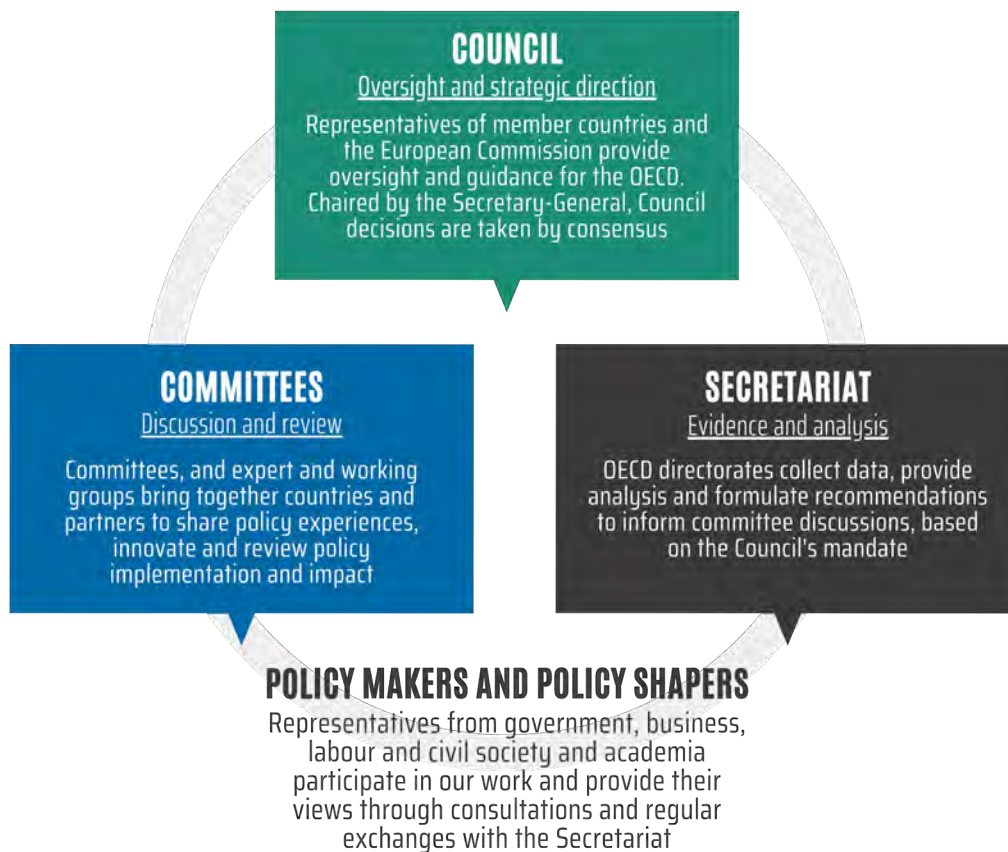 COUNCIL
Oversight and strategic direction
Representatives of member countries and
the European Commission provide
oversight and guidance for the OECD.
Chaired by the Secretary-General, Council
decisions are taken by consensus
COMMITTEES
Discussion and review
Committees, and expert and working
groups bring together countries and
partners to share policy experiences,
innovate and review policy
implementation and impact
SECRETARIAT
Evidence and analysis
OECD directorates collect data, provide
analysis and formulate recommendations
to inform committee discussions, based
on the Council's mandate
POLICY MAKERS AND POLICY SHAPERS
Representatives from government, business,
labour and civil society and academia
participate in our work and provide their
views through consultations and regular
exchanges with the Secretariat